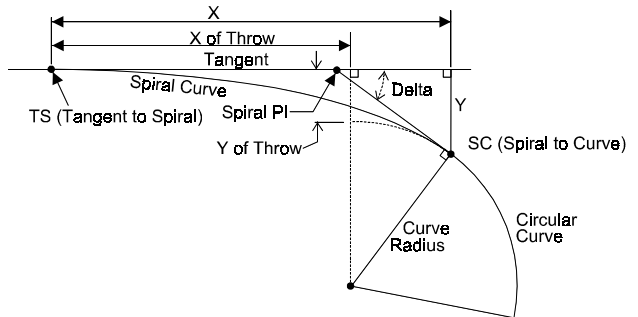 X
X of Throw
Tangent
Spiral Curve
Delta
TS (Tangent to Spiral)
Spiral PI
Y
Y of Throw
SC (Spiral to Curve)
Curve
Radius
Circular
Curve